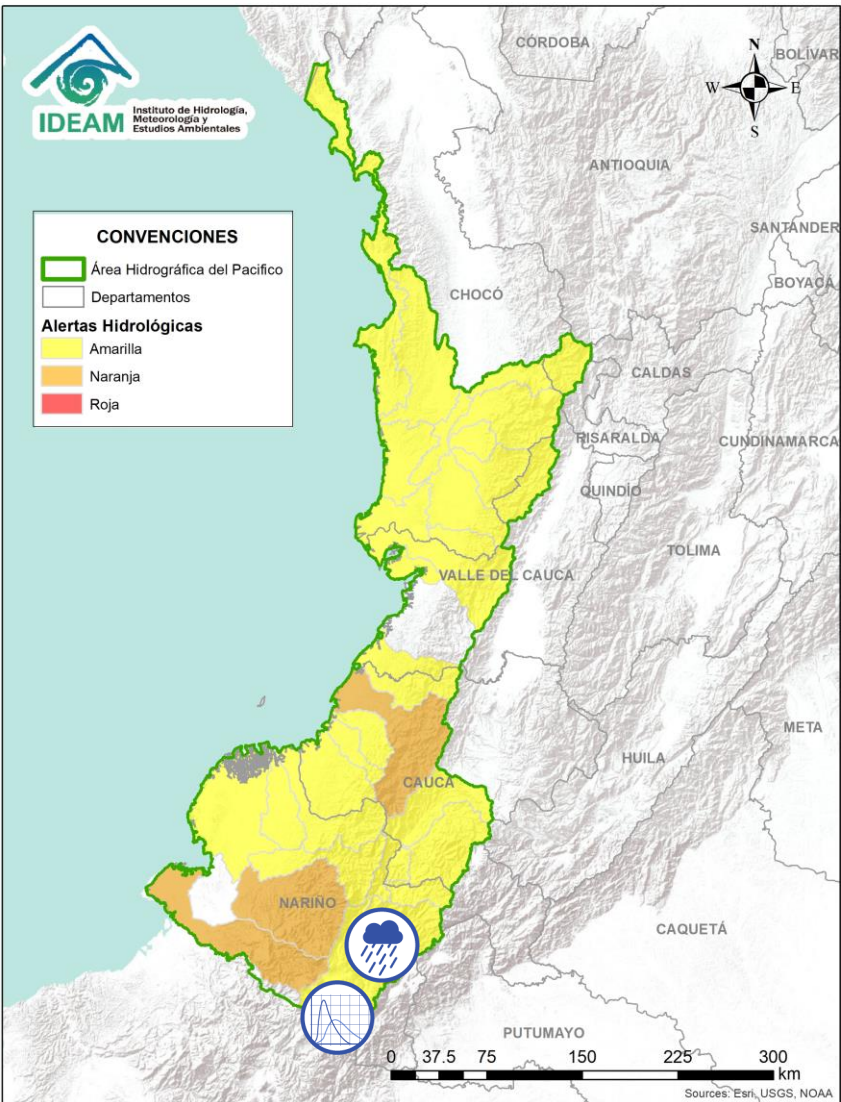 IDEAM
Instituto de Hidrología,
Meteorología y
Estudios Ambientales
N
W
E
S
CONVENCIONES
Área Hidrográfica del Pacifico
Departamentos
Alertas Hidrológicas
Amarilla
Naranja
Roja
CÓRDOBA
BOLÍVAR
ANTIOQUIA
SANTANDER
BOYACÁ
CHOCÓ
CALDAS
RISARALDA
CUNDINAMARCA
QUINDÍO
TOLIMA
VALLE DEL CAUCA
META
HUILA
CAUCA
NARIÑO
CAQUETÁ
PUTUMAYO
0 37.5 75 150 225 300
km
Sources: Esri, USGS, NOAA